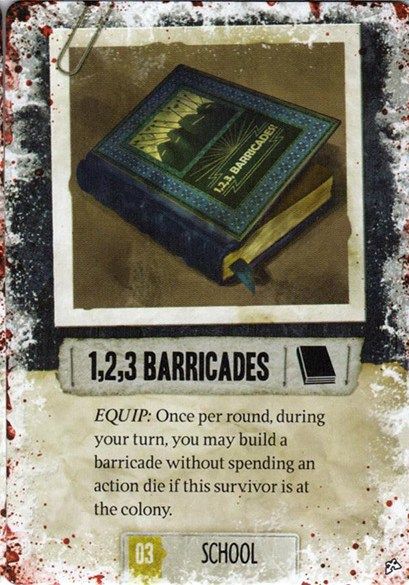 1,2,3, BARRICADES!
1,2,3 BARRICADES
EQUIP: Once per round, during
your turn, you may build a
barricade without spending an
action die if this survivor is at
the colony.
03 SCHOOL